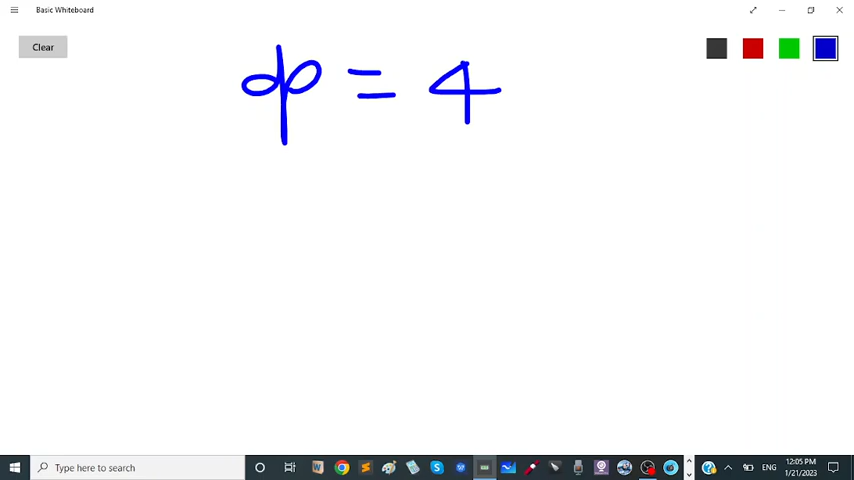 Basic Whiteboard
Clear
φ = 4
Type here to search
ENG
12:05 PM
1/21/2023